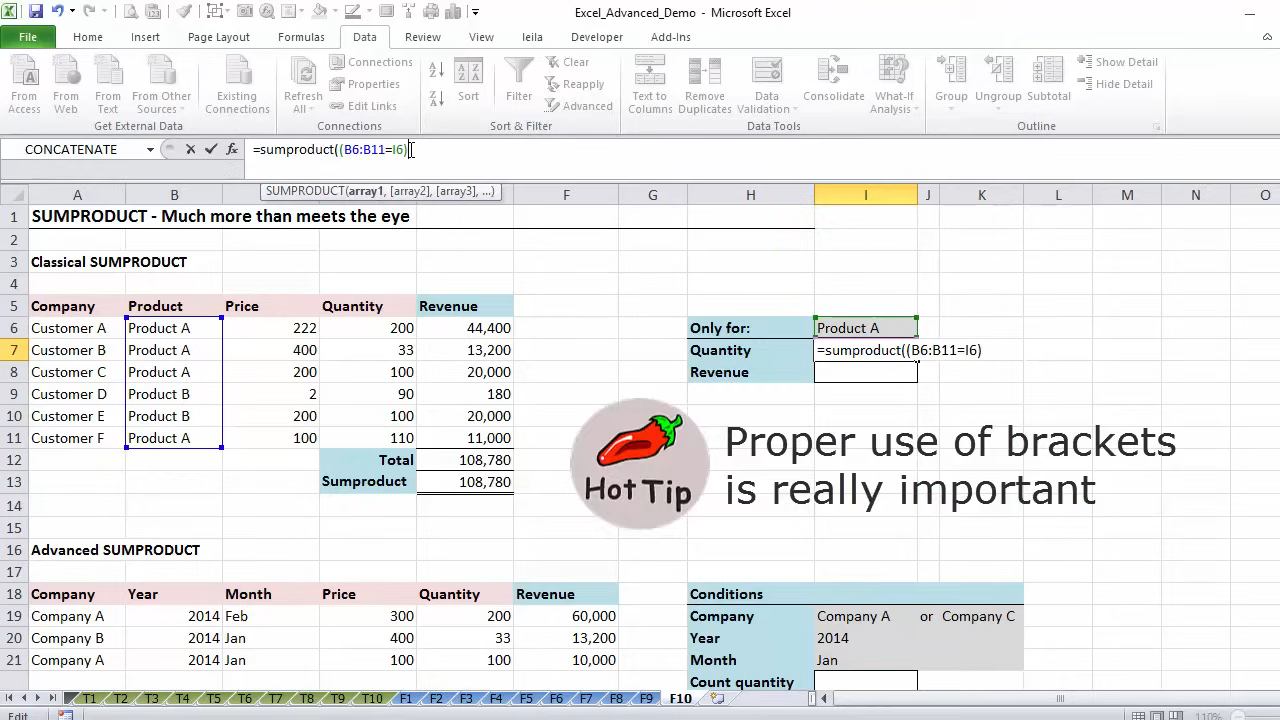 Excel_Advanced_Demo - Microsoft Excel
File Home Insert Page Layout Formulas Data Review View leila Developer Add-Ins
From Access
From Web
From Text
From Other Sources
Existing Connections
Get External Data
Refresh All
Connections
Properties
Edit Links
Connections
Sort
Filter
Clear
Reapply
Advanced
Sort & Filter
Text to Columns
Remove Duplicates
Data Validation
Consolidate
What-If Analysis
Data Tools
Group
Ungroup
Subtotal
Show Detail
Hide Detail
Outline
CONCATENATE fx =sumproduct((B6:B11=I6)
SUMPRODUCT(array1, [array2], [array3], ...)
A B F G H I J K L M N O
1 SUMPRODUCT - Much more than meets the eye
2
3 Classical SUMPRODUCT
4
5 Company Product Price Quantity Revenue
6 Customer A Product A 222 200 44,400 Only for: Product A
7 Customer B Product A 400 33 13,200 Quantity =sumproduct((B6:B11=I6)
8 Customer C Product A 200 100 20,000 Revenue
9 Customer D Product B 2 90 180
10 Customer E Product B 200 100 20,000
11 Customer F Product A 100 110 11,000
12 Total 108,780
13 Sumproduct 108,780
Hot Tip
Proper use of brackets
is really important
14
15
16 Advanced SUMPRODUCT
17
18 Company Year Month Price Quantity Revenue Conditions
19 Company A 2014 Feb 300 200 60,000 Company Company A or Company C
20 Company B 2014 Jan 400 33 13,200 Year 2014
21 Company A 2014 Jan 100 100 10,000 Month Jan
Count quantity
T1 T2 T3 T4 T5 T6 T7 T8 T9 T10 F1 F2 F3 F4 F5 F6 F7 F8 F9 F10
Edit 110%